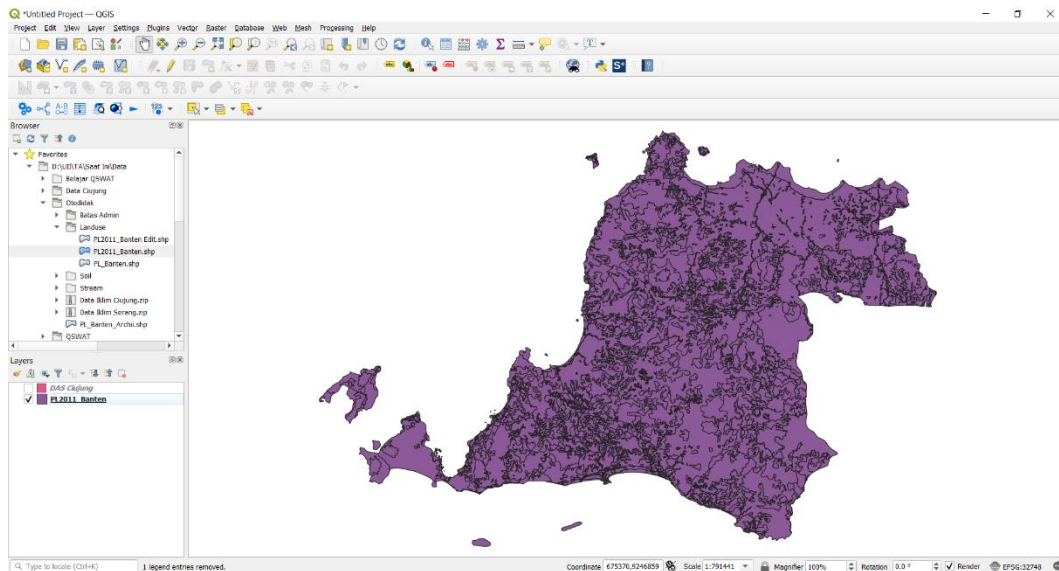 *Untitled Project — QGIS
Project Edit View Layer Settings Plugins Vector Raster Database Web Mesh Processing Help
Browser
Favorites
D:\UII\TA\Saat Ini\Data
Belajar QSWAT
Data Ciujung
Otodidak
Batas Admin
Landuse
PL2011_Banten Edit.shp
PL2011_Banten.shp
PL_Banten.shp
Soil
Stream
Data Iklim Ciujung.zip
Data Iklim Serang.zip
PL_Banten_Archi.shp
QSWAT
Layers
DAS Ciujung
PL2011_Banten
Type to locate (Ctrl+K) 1 legend entries removed. Coordinate 675370,9246859 Scale 1:791441 Magnifier 100% Rotation 0.0 ° Render EPSG:32748